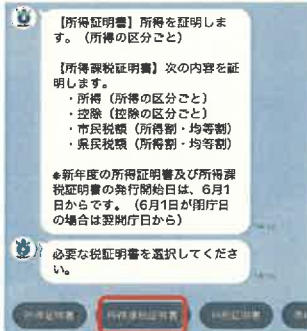 【所得証明書】所得を証明しま
す。（所得の区分ごと）
【所得課税証明書】次の内容を証
明します。
・所得（所得の区分ごと）
・控除（控除の区分ごと）
・市民税額（所得割・均等割）
・県民税額（所得割・均等割）
※新年度の所得証明書及び所得課
税証明書の発行開始日は、6月1
日からです。（6月1日が閉庁日
の場合は翌開庁日から）
必要な税証明書を選択してくださ
い。
所得証明書
所得課税証明書